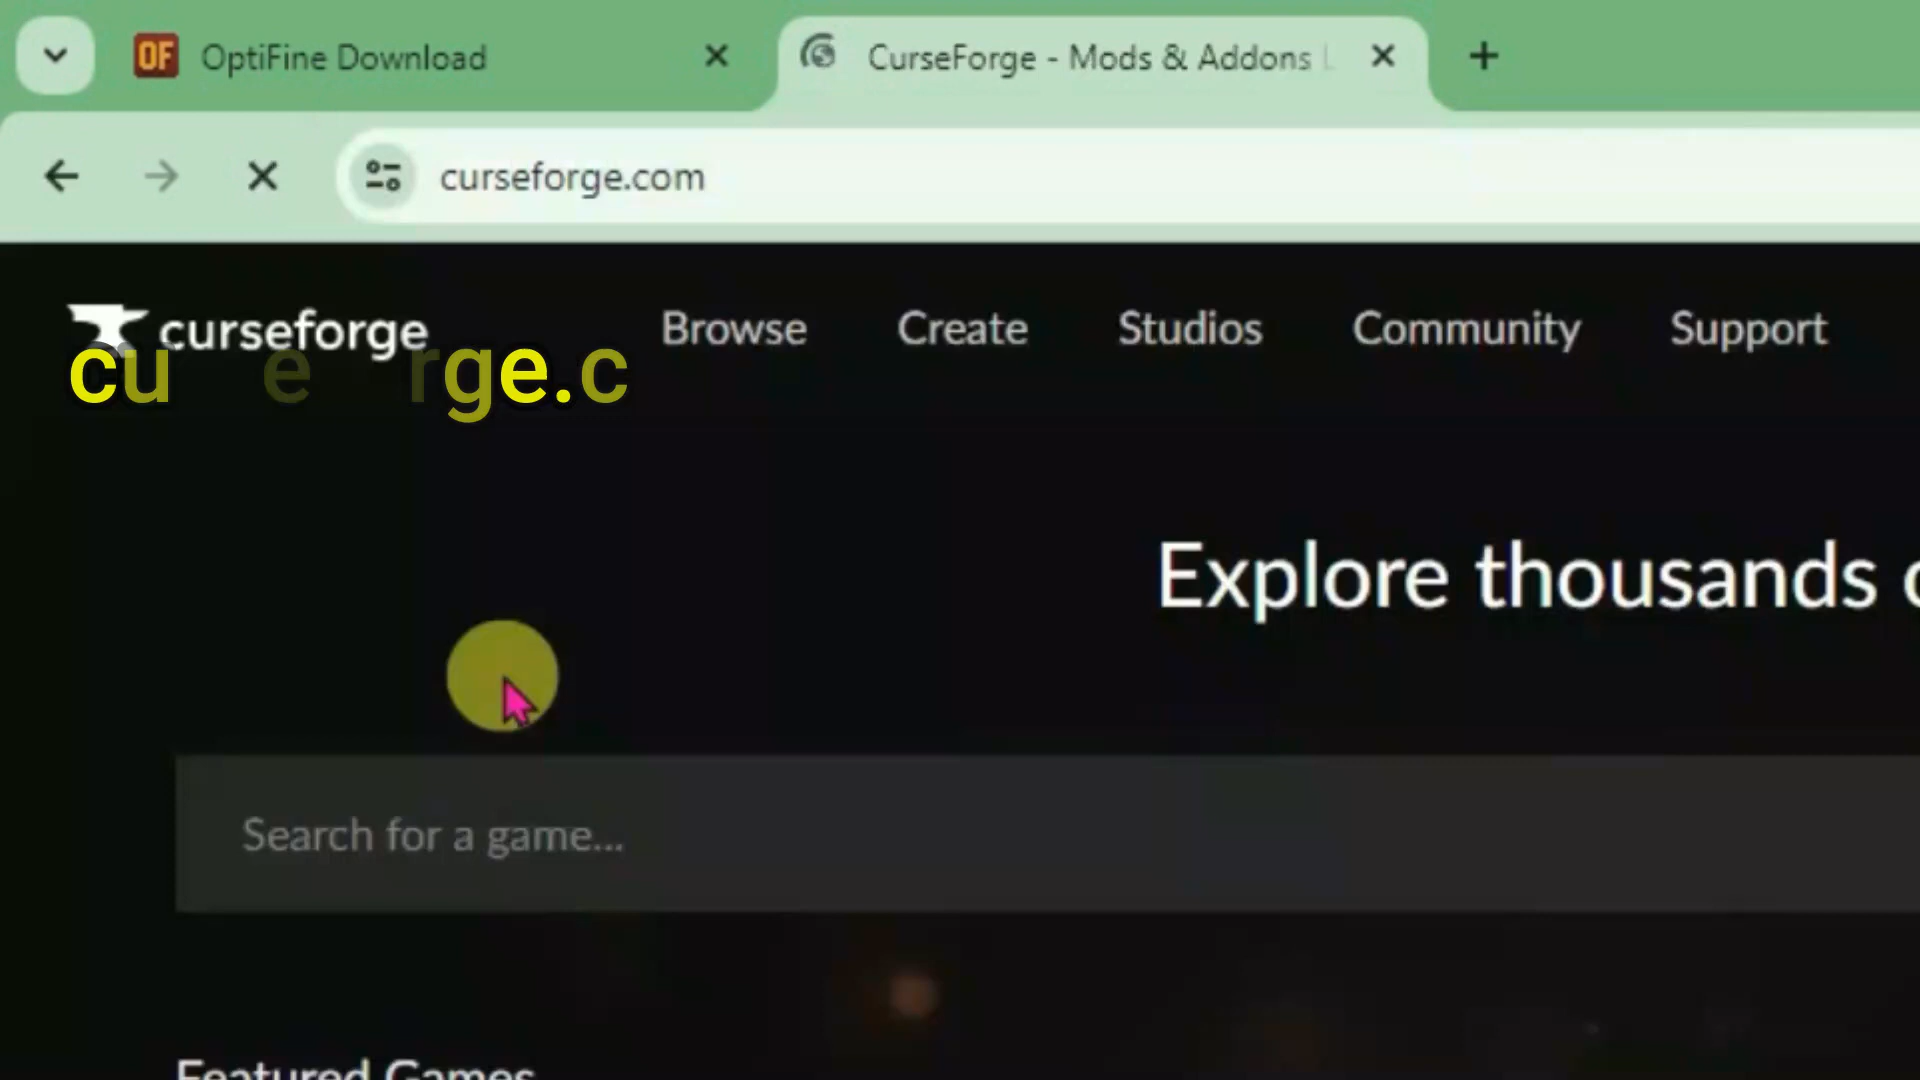 OF OptiFine Download
CurseForge - Mods & Addons
curseforge.com
curseforge
Browse
Create
Studios
Community
Support
cu e rge.c
Explore thousands
Search for a game...
Featured Games